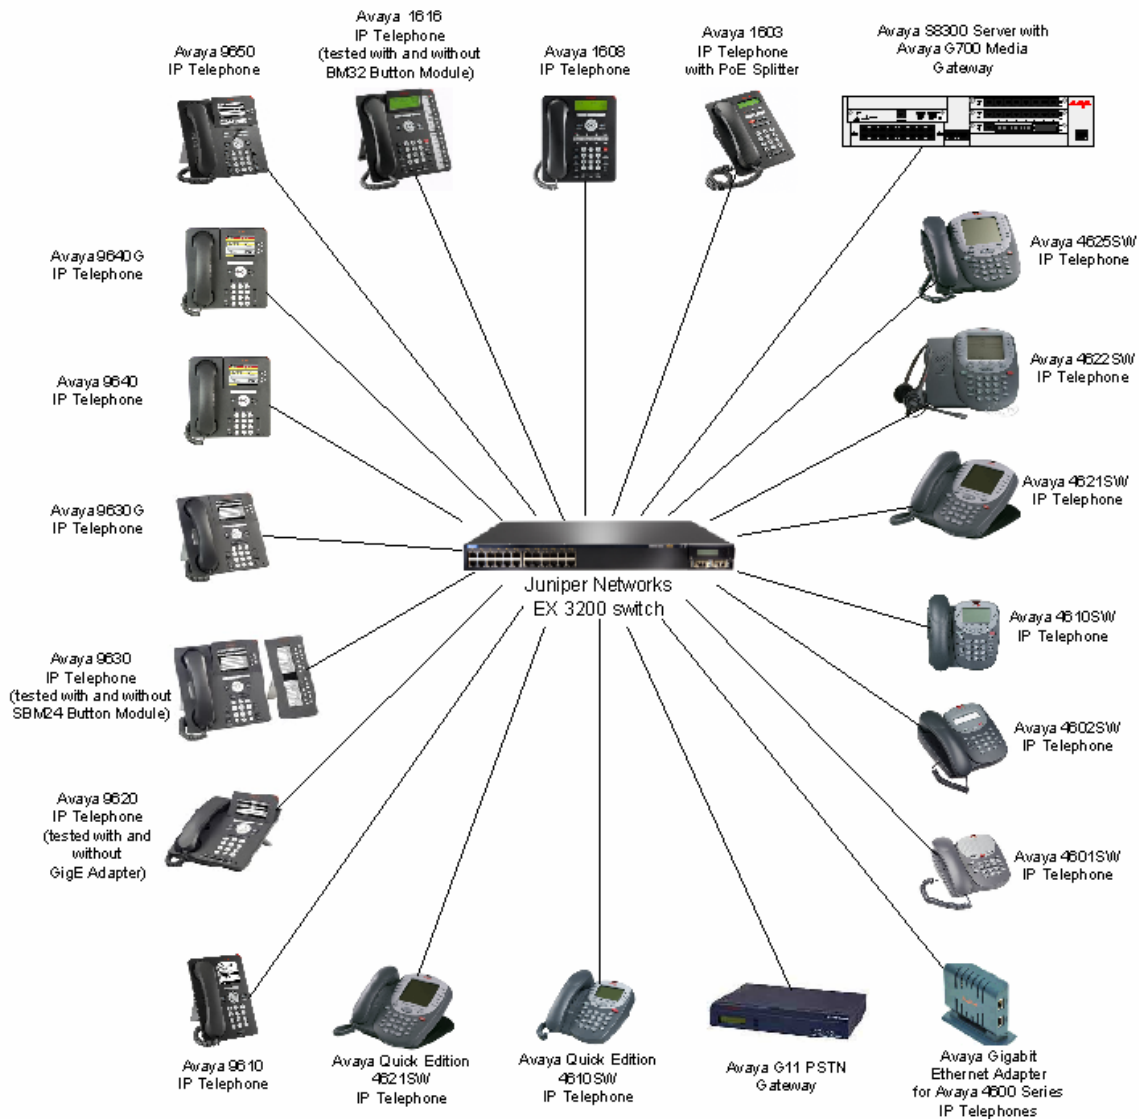 Avaya 9650
IP Telephone
Avaya 1616
IP Telephone
(tested with and without
BM32 Button Module)
Avaya 1608
IP Telephone
Avaya 1603
IP Telephone
with PoE Splitter
Avaya S8300 Server with
Avaya G700 Media
Gateway
Avaya 9640G
IP Telephone
Avaya 4625SW
IP Telephone
Avaya 9640
IP Telephone
Avaya 4622SW
IP Telephone
Avaya 9630G
IP Telephone
Avaya 4621SW
IP Telephone
Juniper Networks
EX 3200 switch
Avaya 9630
IP Telephone
(tested with and without
SBM24 Button Module)
Avaya 4610SW
IP Telephone
Avaya 4602SW
IP Telephone
Avaya 9620
IP Telephone
(tested with and
without
GigE Adapter)
Avaya 4601SW
IP Telephone
Avaya 9610
IP Telephone
Avaya Quick Edition
4621SW
IP Telephone
Avaya Quick Edition
4610SW
IP Telephone
Avaya G11 PSTN
Gateway
Avaya Gigabit
Ethernet Adapter
for Avaya 4600 Series
IP Telephones